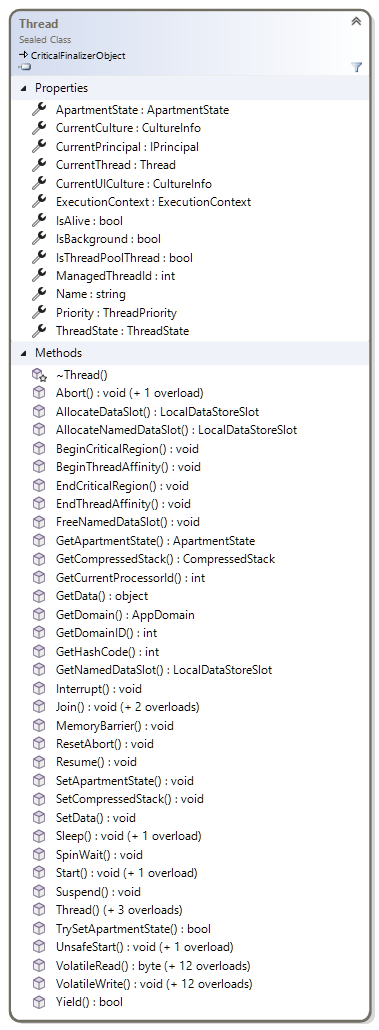 Thread
Sealed Class
CriticalFinalizerObject
Properties
ApartmentState : ApartmentState
CurrentCulture : CultureInfo
CurrentPrincipal : IPrincipal
CurrentThread : Thread
CurrentUICulture : CultureInfo
ExecutionContext : ExecutionContext
IsAlive : bool
IsBackground : bool
IsThreadPoolThread : bool
ManagedThreadId : int
Name : string
Priority : ThreadPriority
ThreadState : ThreadState
Methods
~Thread()
Abort() : void (+ 1 overload)
AllocateDataSlot() : LocalDataStoreSlot
AllocateNamedDataSlot() : LocalDataStoreSlot
BeginCriticalRegion() : void
BeginThreadAffinity() : void
EndCriticalRegion() : void
EndThreadAffinity() : void
FreeNamedDataSlot() : void
GetApartmentState() : ApartmentState
GetCompressedStack() : CompressedStack
GetCurrentProcessorId() : int
GetData() : object
GetDomain() : AppDomain
GetDomainID() : int
GetHashCode() : int
GetNamedDataSlot() : LocalDataStoreSlot
Interrupt() : void
Join() : void (+ 2 overloads)
MemoryBarrier() : void
ResetAbort() : void
Resume() : void
SetApartmentState() : void
SetCompressedStack() : void
SetData() : void
Sleep() : void (+ 1 overload)
SpinWait() : void
Start() : void (+ 1 overload)
Suspend() : void
Thread() (+ 3 overloads)
TrySetApartmentState() : bool
UnsafeStart() : void (+ 1 overload)
VolatileRead() : byte (+ 12 overloads)
VolatileWrite() : void (+ 12 overloads)
Yield() : bool